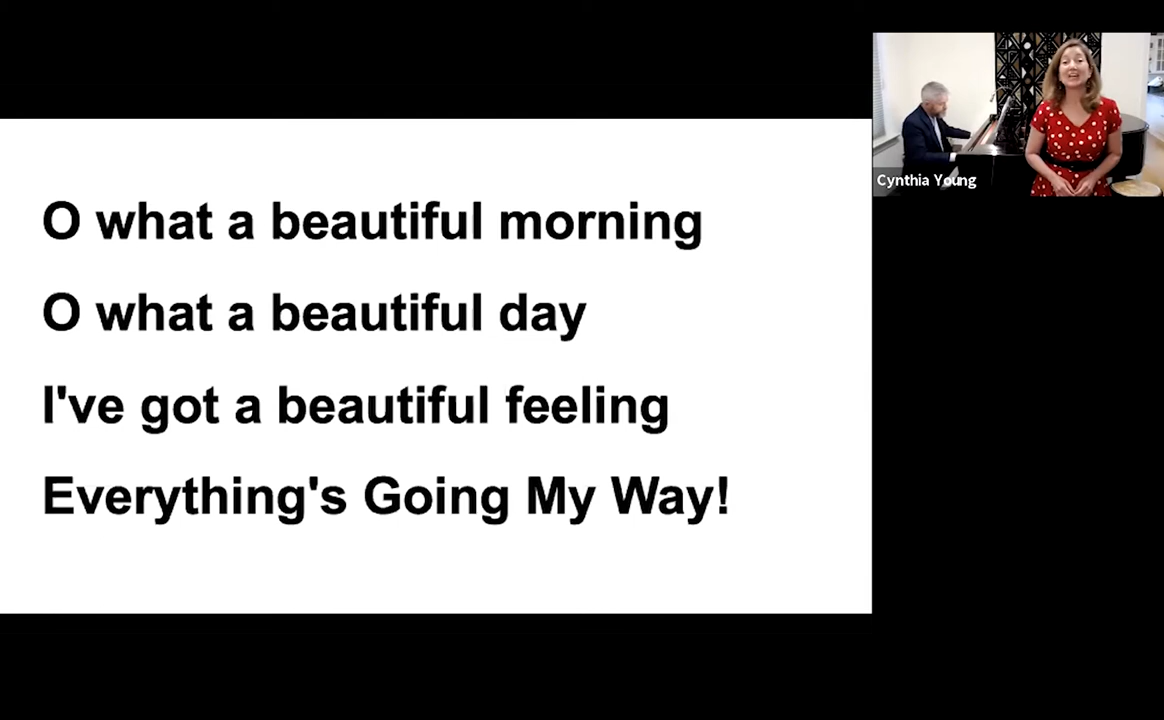 O what a beautiful morning
O what a beautiful day
I've got a beautiful feeling
Everything's Going My Way!
Cynthia Young